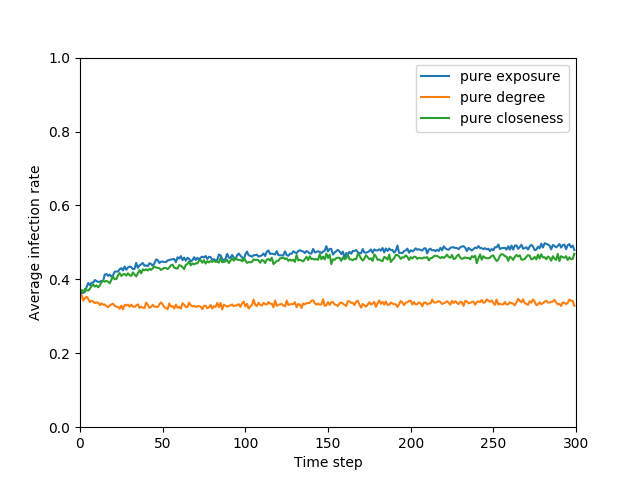 pure exposure
pure degree
pure closeness
1.0
0.8
0.6
0.4
0.2
0.0
Average infection rate
0 50 100 150 200 250 300
Time step